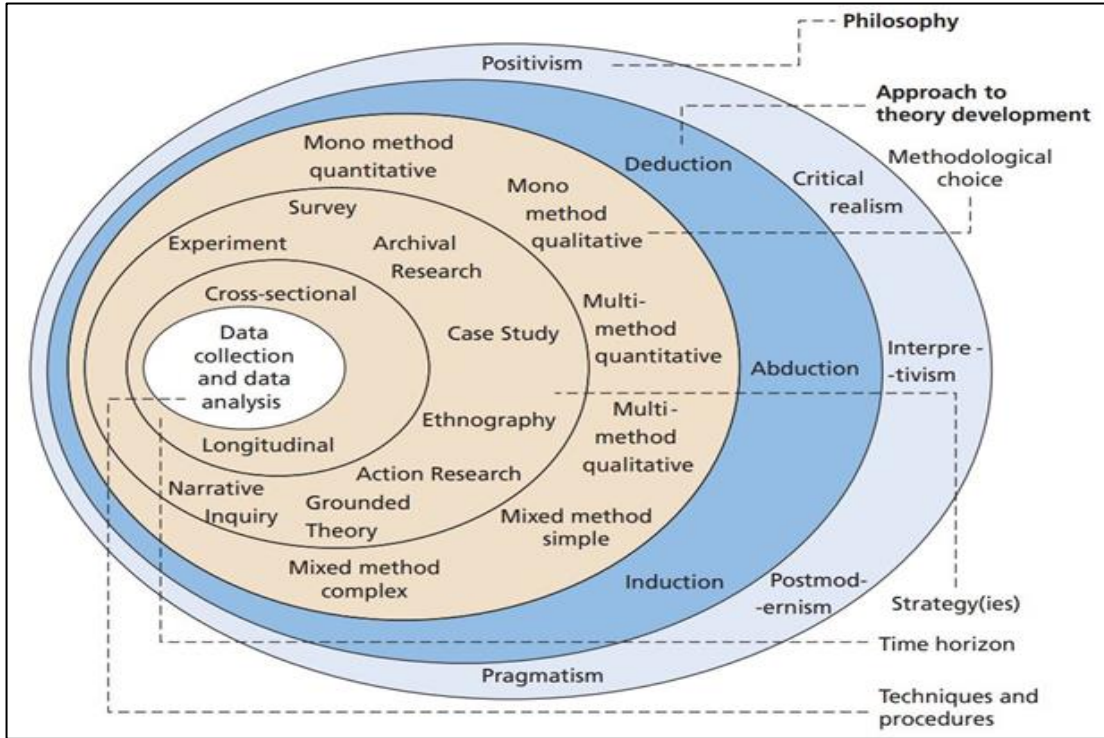 Philosophy
Positivism
Approach to
theory development
Mono method
quantitative
Deduction
Methodological
choice
Mono
method
qualitative
Critical
realism
Survey
Experiment
Archival
Research
Cross-sectional
Data
collection
and data
analysis
Case Study
Multi-
method
quantitative
Abduction
Interpre -
-tivism
Ethnography
Multi-
method
qualitative
Longitudinal
Action Research
Narrative
Inquiry
Grounded
Theory
Mixed method
simple
Mixed method
complex
Induction
Postmod-
-ernism
Strategy(ies)
Time horizon
Pragmatism
Techniques and
procedures